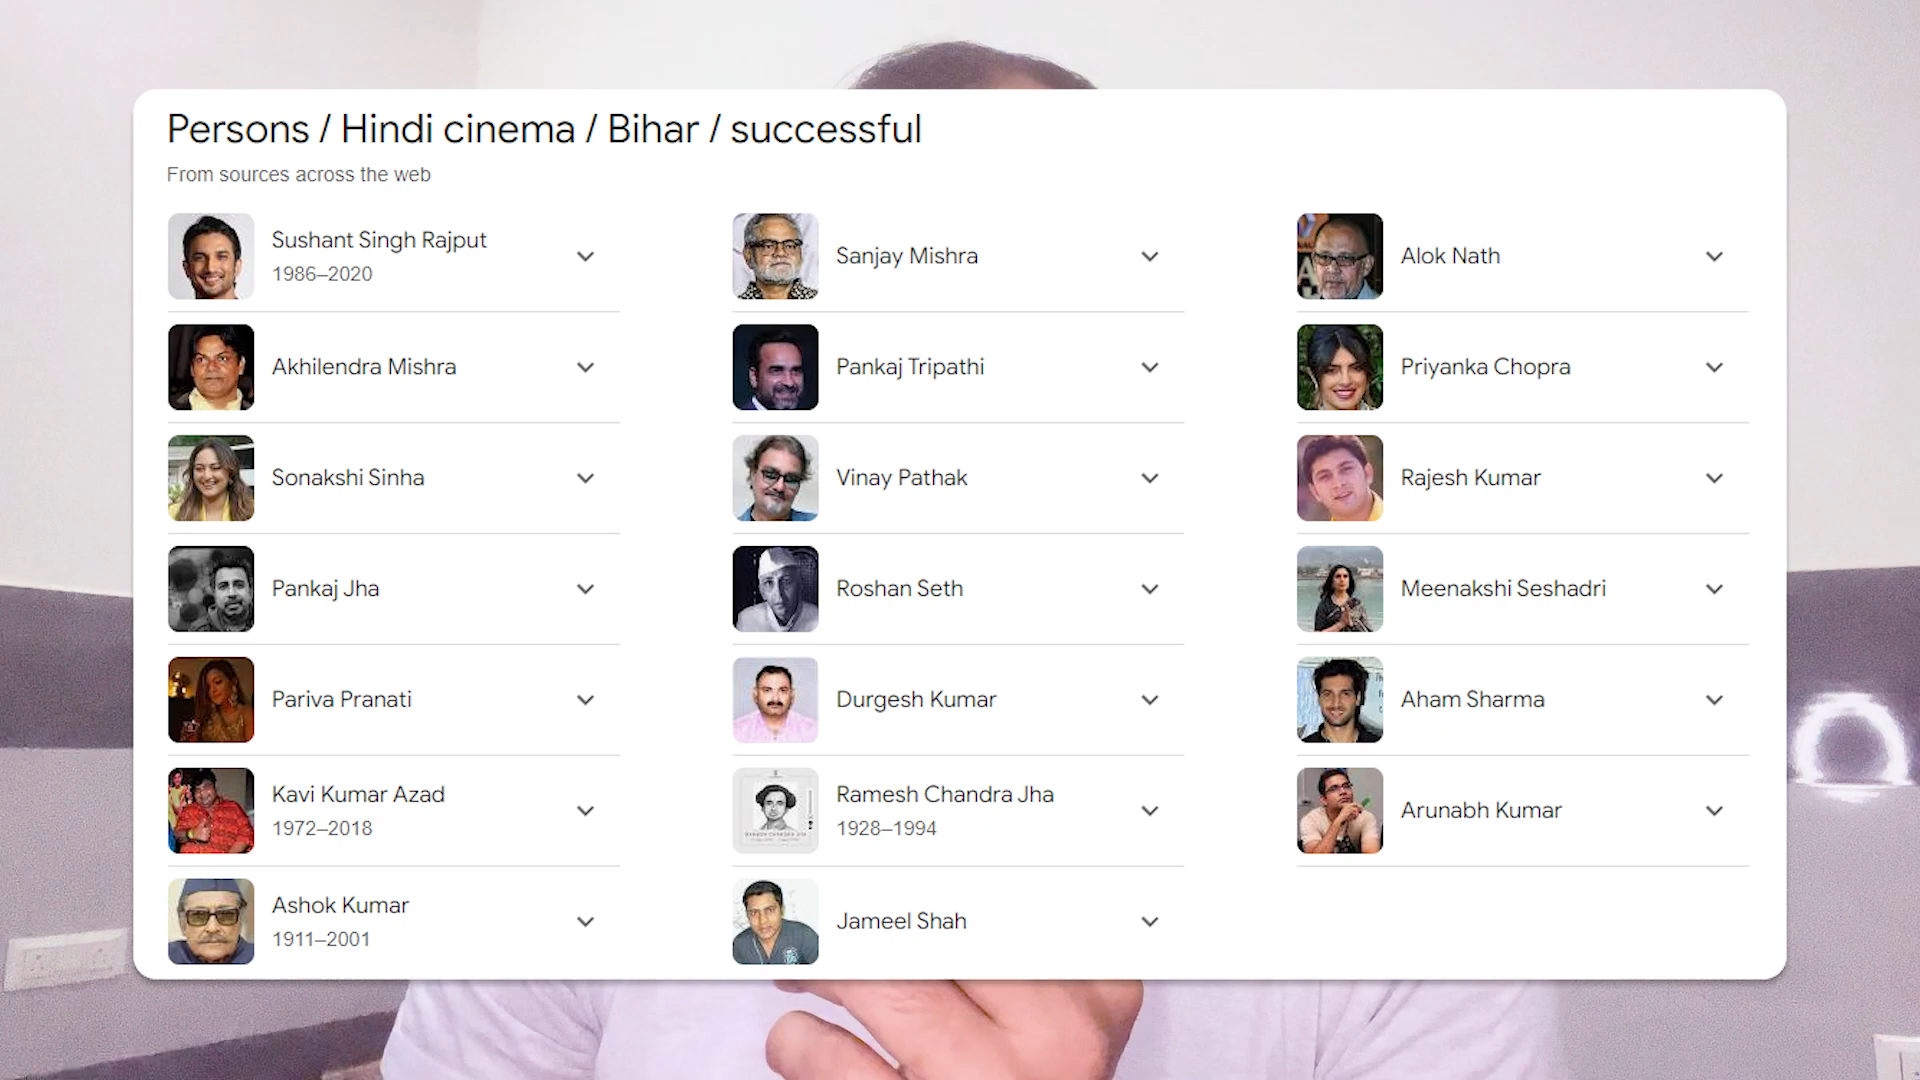 Persons / Hindi cinema / Bihar / successful
From sources across the web
Sushant Singh Rajput
1986–2020
Sanjay Mishra
Alok Nath
Akhilendra Mishra
Pankaj Tripathi
Priyanka Chopra
Sonakshi Sinha
Vinay Pathak
Rajesh Kumar
Pankaj Jha
Roshan Seth
Meenakshi Seshadri
Pariva Pranati
Durgesh Kumar
Aham Sharma
Kavi Kumar Azad
1972–2018
Ramesh Chandra Jha
1928–1994
Arunabh Kumar
Ashok Kumar
1911–2001
Jameel Shah